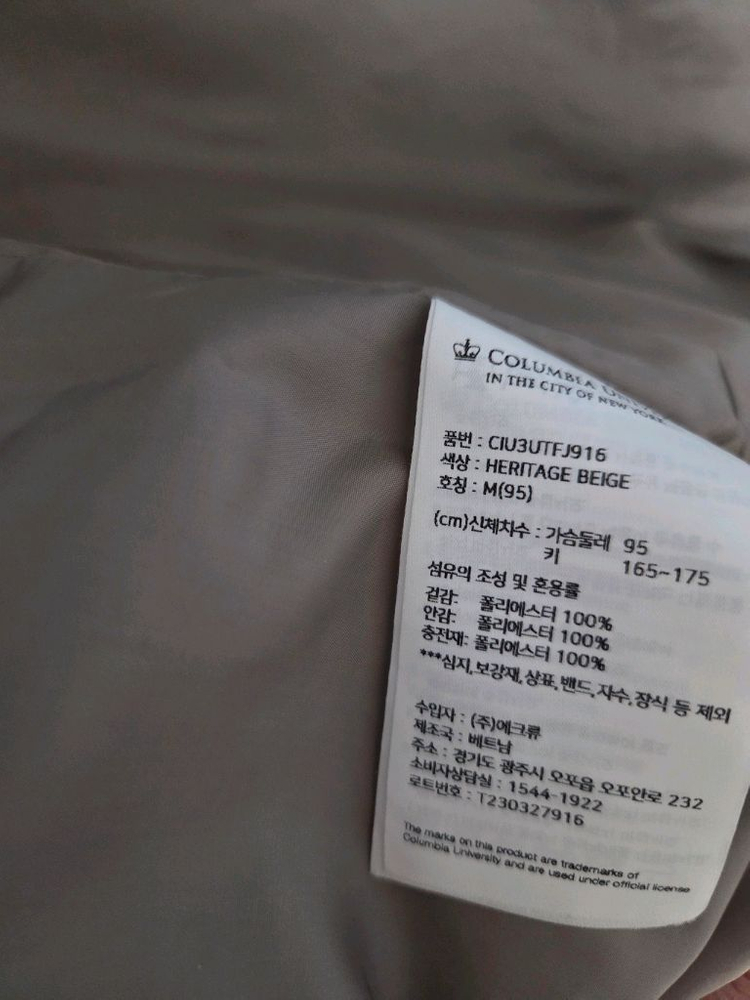 COLUMBIA
IN THE CITY OF NEW YORK
품번 : CIU3UTFJ916
색상 : HERITAGE BEIGE
호칭 : M(95)
(cm)신체치수 : 가슴둘레 95
키 165~175
섬유의 조성 및 혼용률
겉감: 폴리에스터 100%
안감: 폴리에스터 100%
충전재: 폴리에스터 100%
***심지,보강재,상표,밴드,자수,장식 등 제외
수입자 : (주)에크류
제조국 : 베트남
주소 : 경기도 광주시 오포읍 오포안로 232
소비자상담실 : 1544-1922
로트번호 : T230327916
The marks on this product are trademarks of
Columbia University and are used under official license